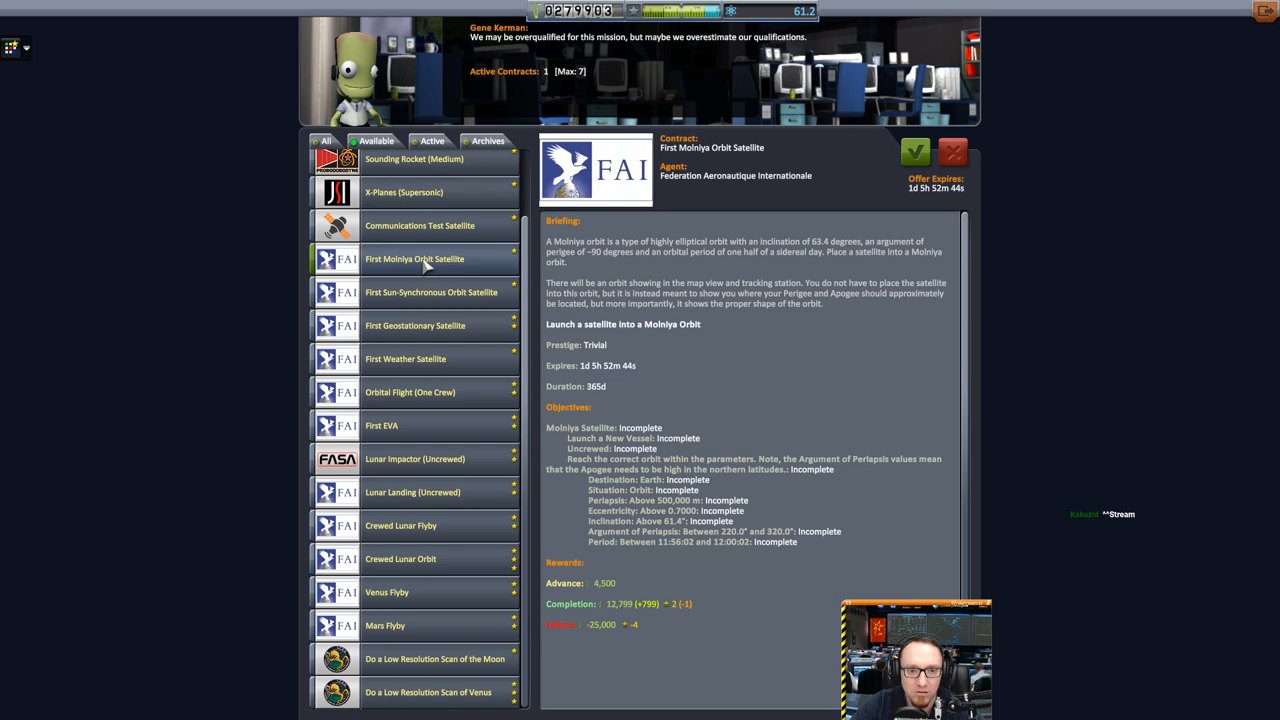 0279903
61.2
Gene Kerman:
We may be overqualified for this mission, but maybe we overestimate our qualifications.
Active Contracts: 1 [Max: 7]
All
Available
Active
Archives
Sounding Rocket (Medium)
X-Planes (Supersonic)
Communications Test Satellite
FAI
First Molniya Orbit Satellite
FAI
First Sun-Synchronous Orbit Satellite
FAI
First Geostationary Satellite
FAI
First Weather Satellite
FAI
Orbital Flight (One Crew)
FAI
First EVA
FASA
Lunar Impactor (Uncrewed)
FAI
Lunar Landing (Uncrewed)
FAI
Crewed Lunar Flyby
FAI
Crewed Lunar Orbit
FAI
Venus Flyby
FAI
Mars Flyby
Do a Low Resolution Scan of the Moon
Do a Low Resolution Scan of Venus
FAI
Contract:
First Molniya Orbit Satellite
Agent:
Federation Aeronautique Internationale
Offer Expires:
1d 5h 52m 44s
Briefing:
A Molniya orbit is a type of highly elliptical orbit with an inclination of 63.4 degrees, an argument of
perigee of ~90 degrees and an orbital period of one half of a sidereal day. Place a satellite into a Molniya
orbit.
There will be an orbit showing in the map view and tracking station. You do not have to place the satellite
into this orbit, but it is instead meant to show you where your Perigee and Apogee should approximately
be located, but more importantly, it shows the proper shape of the orbit.
Launch a satellite into a Molniya Orbit
Prestige: Trivial
Expires: 1d 5h 52m 44s
Duration: 365d
Objectives:
Molniya Satellite: Incomplete
Launch a New Vessel: Incomplete
Uncrewed: Incomplete
Reach the correct orbit within the parameters. Note, the Argument of Periapsis values mean
that the Apogee needs to be high in the northern latitudes.: Incomplete
Destination: Earth: Incomplete
Situation: Orbit: Incomplete
Periapsis: Above 500,000 m: Incomplete
Eccentricity: Above 0.7000: Incomplete
Inclination: Above 61.4°: Incomplete
Argument of Periapsis: Between 220.0° and 320.0°: Incomplete
Period: Between 11:56:02 and 12:00:02: Incomplete
Rewards:
Advance: 4,500
Completion: 12,799 (+799) 2 (-1)
Failure: -25,000 -4
Kshazid ^^Stream